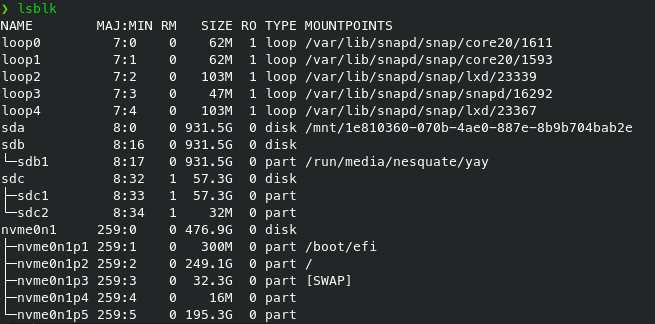 ❯ lsblk
NAME        MAJ:MIN RM   SIZE RO TYPE MOUNTPOINTS
loop0         7:0    0    62M  1 loop /var/lib/snapd/snap/core20/1611
loop1         7:1    0    62M  1 loop /var/lib/snapd/snap/core20/1593
loop2         7:2    0   103M  1 loop /var/lib/snapd/snap/lxd/23339
loop3         7:3    0    47M  1 loop /var/lib/snapd/snap/snapd/16292
loop4         7:4    0   103M  1 loop /var/lib/snapd/snap/lxd/23367
sda           8:0    0 931.5G  0 disk /mnt/1e810360-070b-4ae0-887e-8b9b704bab2e
sdb           8:16   0 931.5G  0 disk
└─sdb1        8:17   0 931.5G  0 part /run/media/nesquate/yay
sdc           8:32   1  57.3G  0 disk
├─sdc1        8:33   1  57.3G  0 part
└─sdc2        8:34   1    32M  0 part
nvme0n1     259:0    0 476.9G  0 disk
├─nvme0n1p1 259:1    0   300M  0 part /boot/efi
├─nvme0n1p2 259:2    0 249.1G  0 part /
├─nvme0n1p3 259:3    0  32.3G  0 part [SWAP]
├─nvme0n1p4 259:4    0    16M  0 part
└─nvme0n1p5 259:5    0 195.3G  0 part